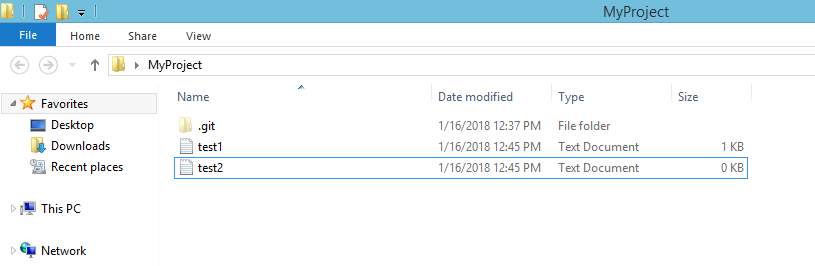 MyProject
File Home Share View
MyProject
Name Date modified Type Size
Favorites
Desktop
Downloads
Recent places
This PC
Network
.git 1/16/2018 12:37 PM File folder
test1 1/16/2018 12:45 PM Text Document 1 KB
test2 1/16/2018 12:45 PM Text Document 0 KB